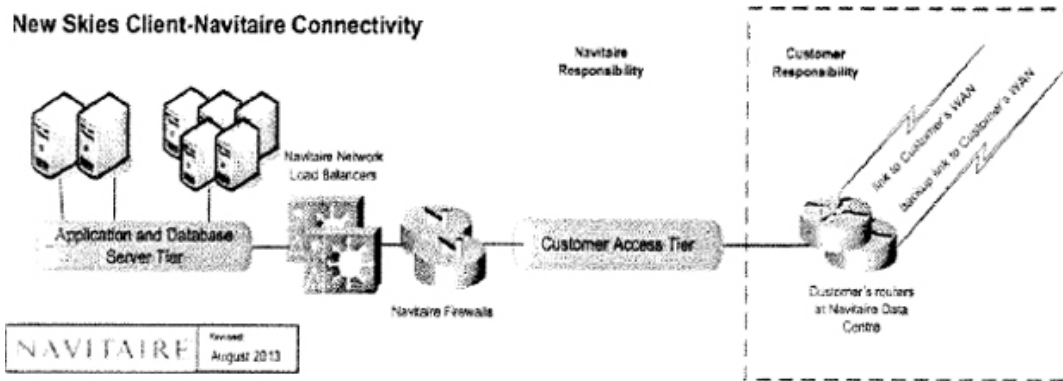 New Skies Client-Navitaire Connectivity
Navitaire
Responsibility
Customer
Responsibility
Navitaire Network
Load Balancers
link to Customer's WAN
Backup link to Customer's WAN
Application and Database
Server Tier
Customer Access Tier
Navitaire Firewalls
Customer's routers
at Navitaire Data
Centre
NAVITAIRE
Revised:
August 2013